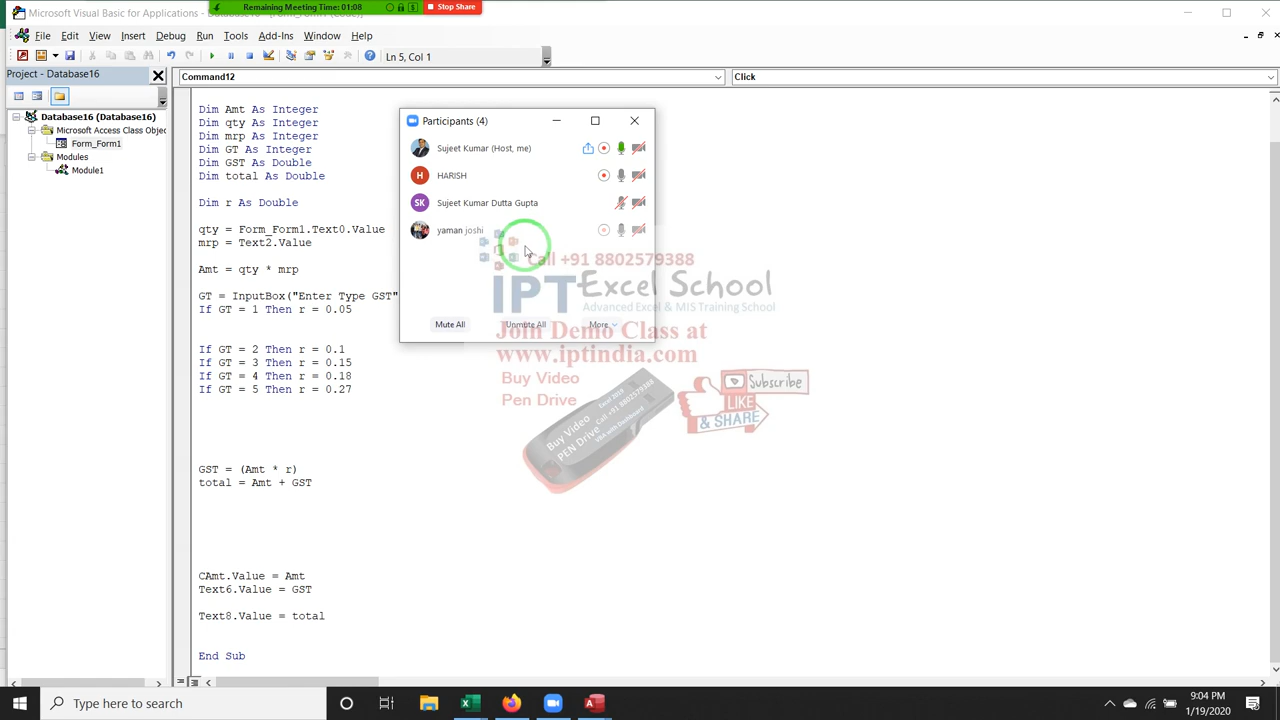 Remaining Meeting Time: 01:08
Stop Share
File Edit View Insert Debug Run Tools Add-Ins Window Help
Ln 5, Col 1
Project - Database16
Command12
Click
Database16 (Database16)
Microsoft Access Class Objec
Form_Form1
Modules
Module1
Dim Amt As Integer
Dim qty As Integer
Dim mrp As Integer
Dim GT As Integer
Dim GST As Double
Dim total As Double
Dim r As Double
qty = Form_Form1.Text0.Value
mrp = Text2.Value
Amt = qty * mrp
GT = InputBox("Enter Type GST"
If GT = 1 Then r = 0.05
If GT = 2 Then r = 0.1
If GT = 3 Then r = 0.15
If GT = 4 Then r = 0.18
If GT = 5 Then r = 0.27
GST = (Amt * r)
total = Amt + GST
CAmt.Value = Amt
Text6.Value = GST
Text8.Value = total
End Sub
Participants (4)
Sujeet Kumar (Host, me)
H HARISH
SK Sujeet Kumar Dutta Gupta
yaman joshi
Mute All Unmute All More
Call +91 8802579388
IPT Excel School
Advanced Excel & MIS Training School
Join Demo Class at
www.iptindia.com
Buy Video
Pen Drive
Buy Video
PEN Drive
Call +91 8802579388
Subscribe
LIKE
& SHARE
Type here to search
9:04 PM
1/19/2020